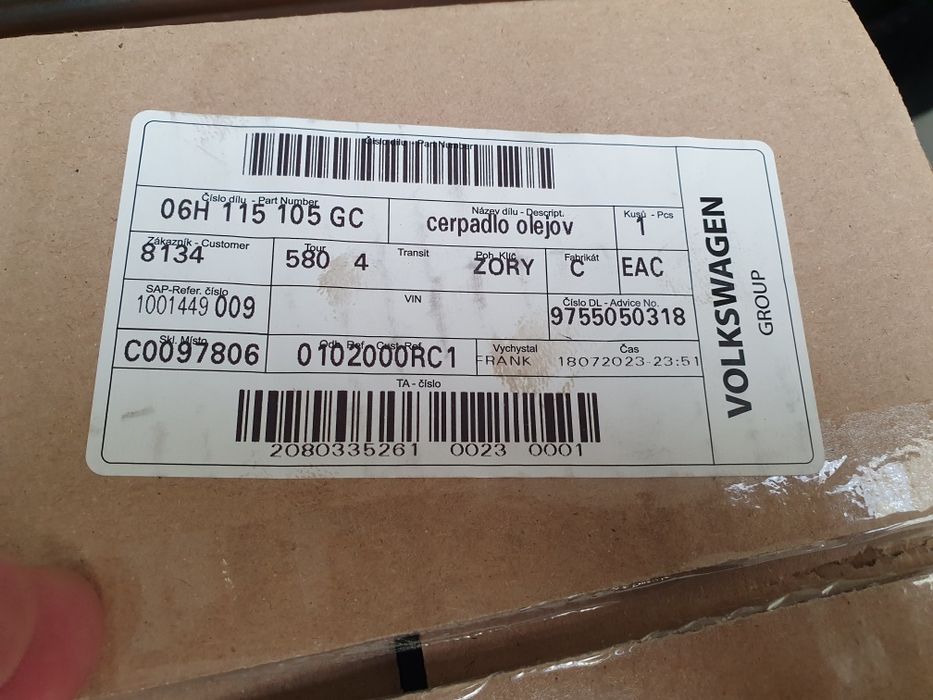 Číslo dílu - Part Number
Číslo dílu - Part Number
06H 115 105 GC
Název dílu - Descript.
cerpadlo olejov
Kusů - Pcs
1
Zákazník - Customer
8134
Tour
580 4
Transit
Poh. Klíč
ZORY
Fabrikát
C
EAC
SAP-Refer. číslo
1001449 009
VIN
Číslo DL - Advice No.
9755050318
Skl. Místo
C0097806
Odb. Ref. - Cust. Ref.
0102000RC1
Vychystal
FRANK
Čas
18072023-23:51
TA - číslo
2080335261 0023 0001
VOLKSWAGEN
GROUP